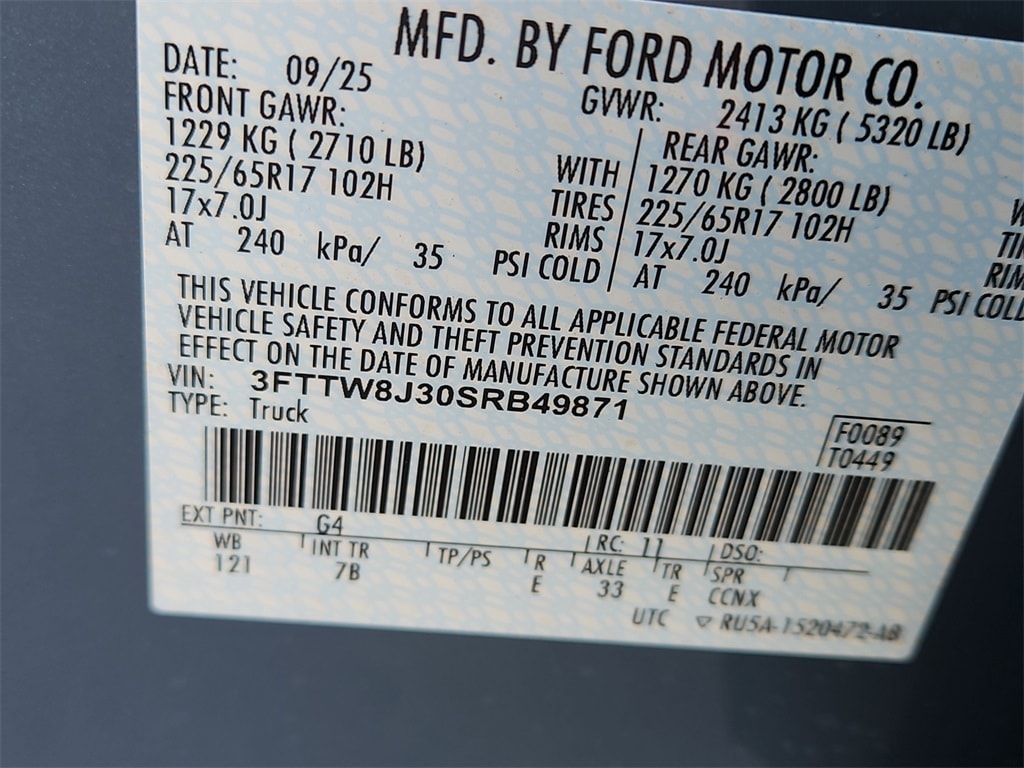 MFD. BY FORD MOTOR CO.
DATE: 09/25 GVWR: 2413 KG ( 5320 LB)
FRONT GAWR: REAR GAWR:
1229 KG ( 2710 LB) WITH 1270 KG ( 2800 LB)
225/65R17 102H TIRES 225/65R17 102H
17x7.0J RIMS 17x7.0J
AT 240 kPa/ 35 PSI COLD AT 240 kPa/ 35 PSI COLD
THIS VEHICLE CONFORMS TO ALL APPLICABLE FEDERAL MOTOR
VEHICLE SAFETY AND THEFT PREVENTION STANDARDS IN
EFFECT ON THE DATE OF MANUFACTURE SHOWN ABOVE.
VIN: 3FTTW8J30SRB49871
TYPE: Truck
F0089
T0449
EXT PNT: G4 RC: 11 DSO:
WB INT TR TP/PS R AXLE TR SPR
121 7B E 33 E CCNX
UTC RU5A-1520472-AB